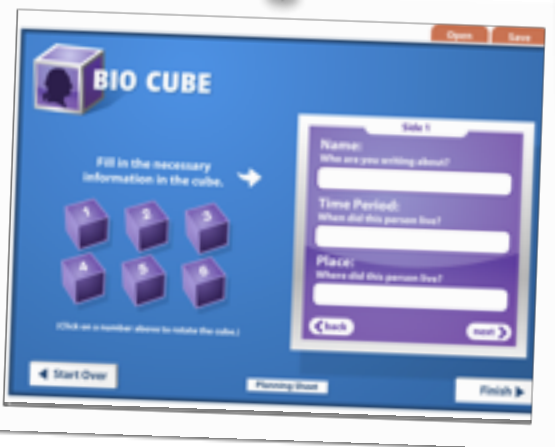 Open Save
BIO CUBE
Side 1
Name:
Who are you writing about?
Fill in the necessary
information in the cube.
Time Period:
When did this person live?
1 2 3
Place:
Where did this person live?
4 5 6
(Click on a number above to rotate the cube.)
back next
Start Over
Planning Sheet
Finish